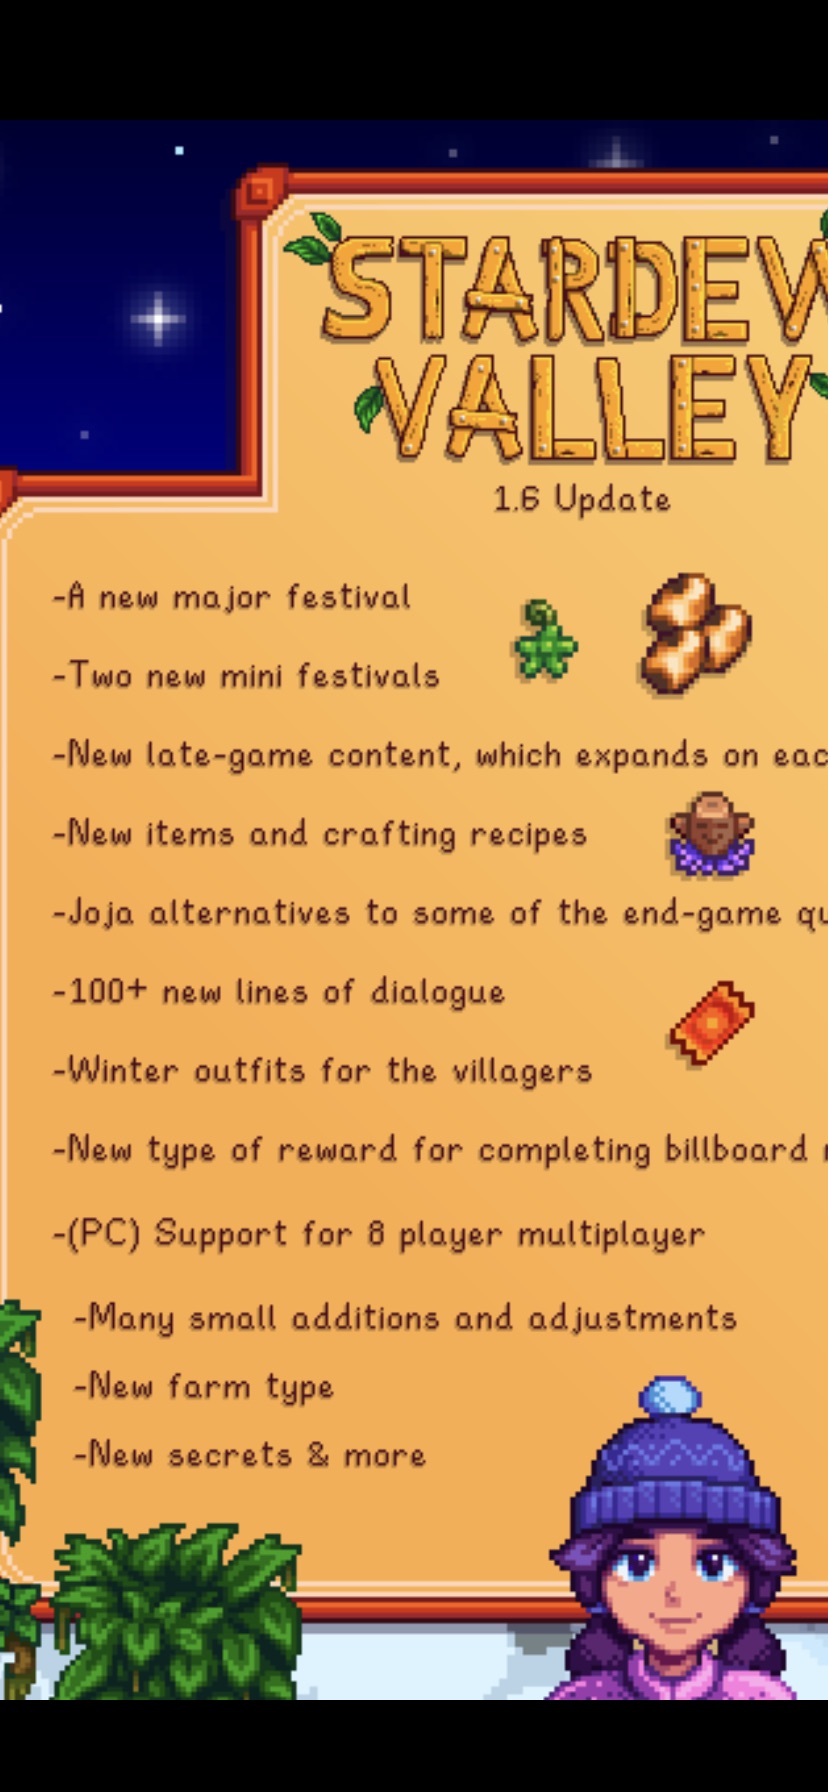 STARDEW
VALLEY
1.6 Update
-A new major festival
-Two new mini festivals
-New late-game content, which expands on eac
-New items and crafting recipes
-Joja alternatives to some of the end-game qu
-100+ new lines of dialogue
-Winter outfits for the villagers
-New type of reward for completing billboard
-(PC) Support for 8 player multiplayer
-Many small additions and adjustments
-New farm type
-New secrets & more